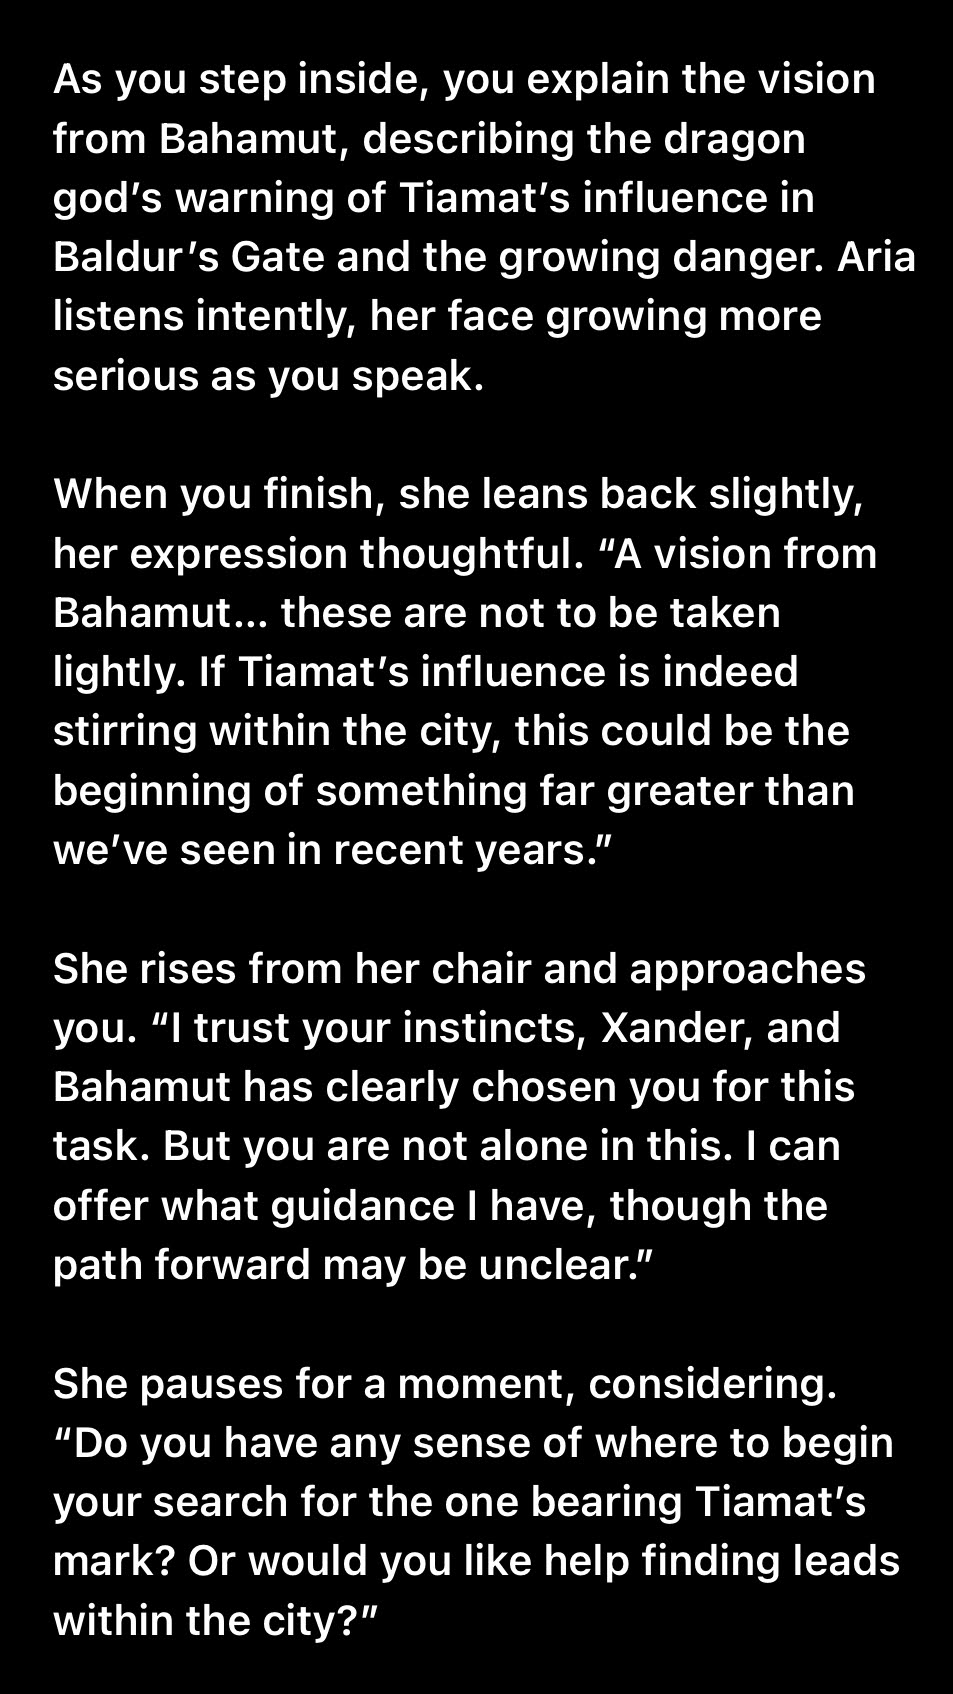 As you step inside, you explain the vision
from Bahamut, describing the dragon
god’s warning of Tiamat’s influence in
Baldur’s Gate and the growing danger. Aria
listens intently, her face growing more
serious as you speak.
When you finish, she leans back slightly,
her expression thoughtful. “A vision from
Bahamut... these are not to be taken
lightly. If Tiamat’s influence is indeed
stirring within the city, this could be the
beginning of something far greater than
we’ve seen in recent years.”
She rises from her chair and approaches
you. “I trust your instincts, Xander, and
Bahamut has clearly chosen you for this
task. But you are not alone in this. I can
offer what guidance I have, though the
path forward may be unclear.”
She pauses for a moment, considering.
“Do you have any sense of where to begin
your search for the one bearing Tiamat’s
mark? Or would you like help finding leads
within the city?”